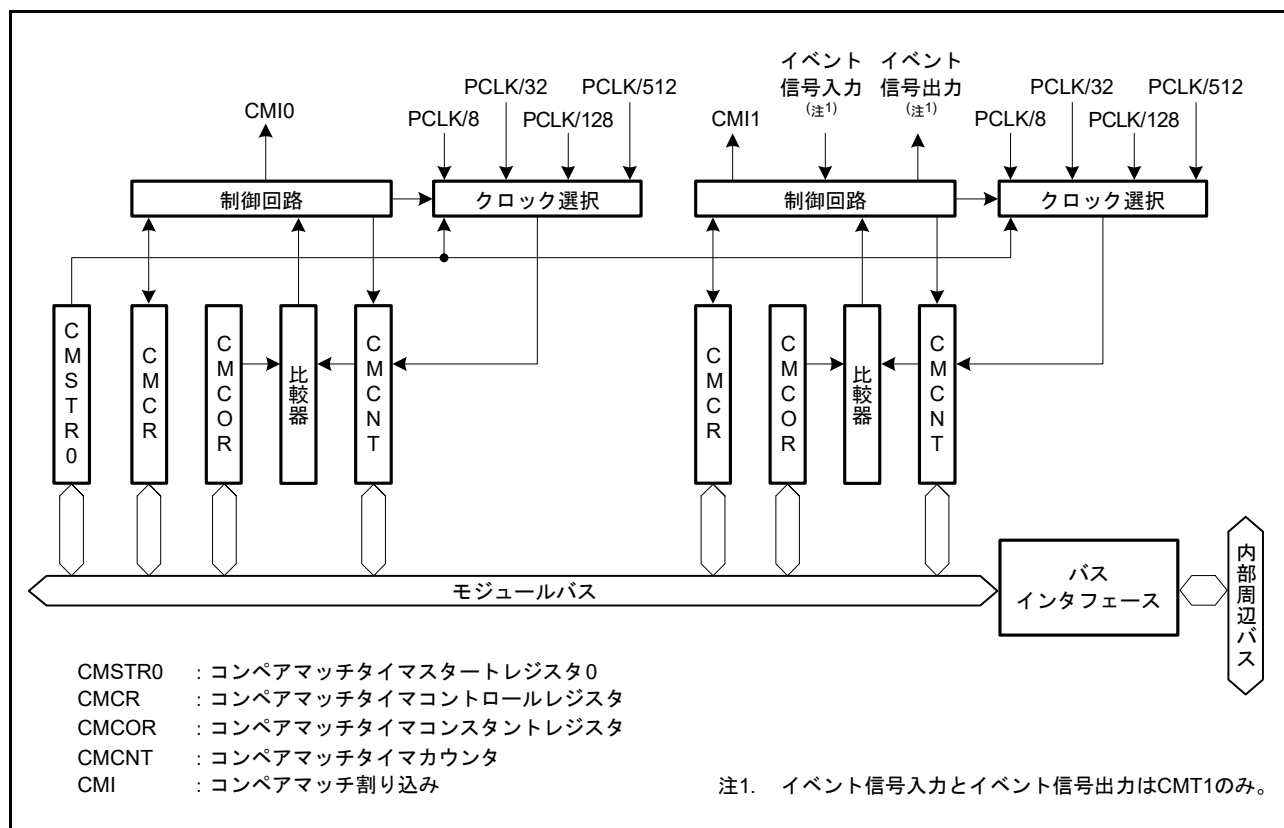 CMI0
PCLK/8
PCLK/32
PCLK/128
PCLK/512
制御回路
クロック選択
CMSTR0
CMCR
CMCOR
比較器
CMCNT
CMI1
イベント
信号入力
(注1)
イベント
信号出力
(注1)
PCLK/8
PCLK/32
PCLK/128
PCLK/512
制御回路
クロック選択
CMCR
CMCOR
比較器
CMCNT
モジュールバス
バス
インタフェース
内部周辺バス
CMSTR0 : コンペアマッチタイマスタートレジスタ0
CMCR : コンペアマッチタイマコントロールレジスタ
CMCOR : コンペアマッチタイマコンスタントレジスタ
CMCNT : コンペアマッチタイマカウンタ
CMI : コンペアマッチ割り込み
注1. イベント信号入力とイベント信号出力はCMT1のみ。